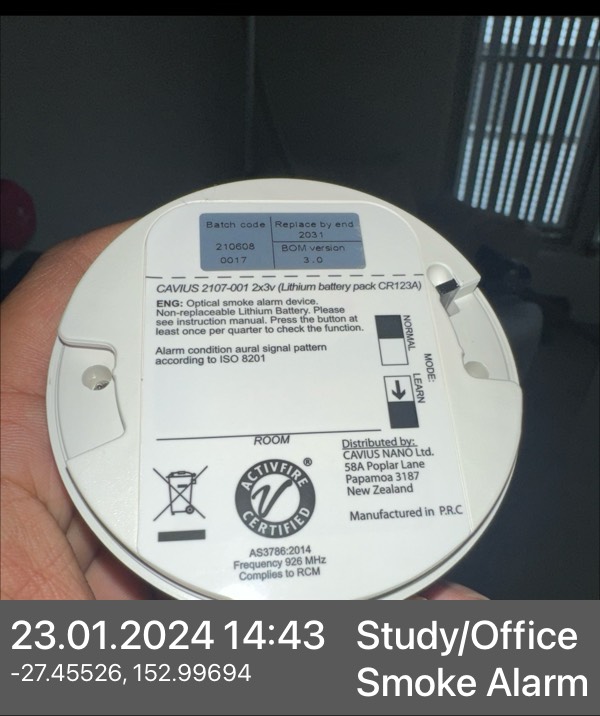 Batch code
210608
0017
Replace by end
2031
BOM version
3.0
CAVIUS 2107-001 2x3v (Lithium battery pack CR123A)
ENG: Optical smoke alarm device.
Non-replaceable Lithium Battery. Please
see instruction manual. Press the button at
least once per quarter to check the function.
Alarm condition aural signal pattern
according to ISO 8201
NORMAL
MODE:
LEARN
ROOM
ACTIVFIRE®
CERTIFIED
AS3786:2014
Frequency 926 MHz
Complies to RCM
Distributed by:
CAVIUS NANO Ltd.
58A Poplar Lane
Papamoa 3187
New Zealand
Manufactured in P.R.C
23.01.2024 14:43
-27.45526, 152.99694
Study/Office
Smoke Alarm